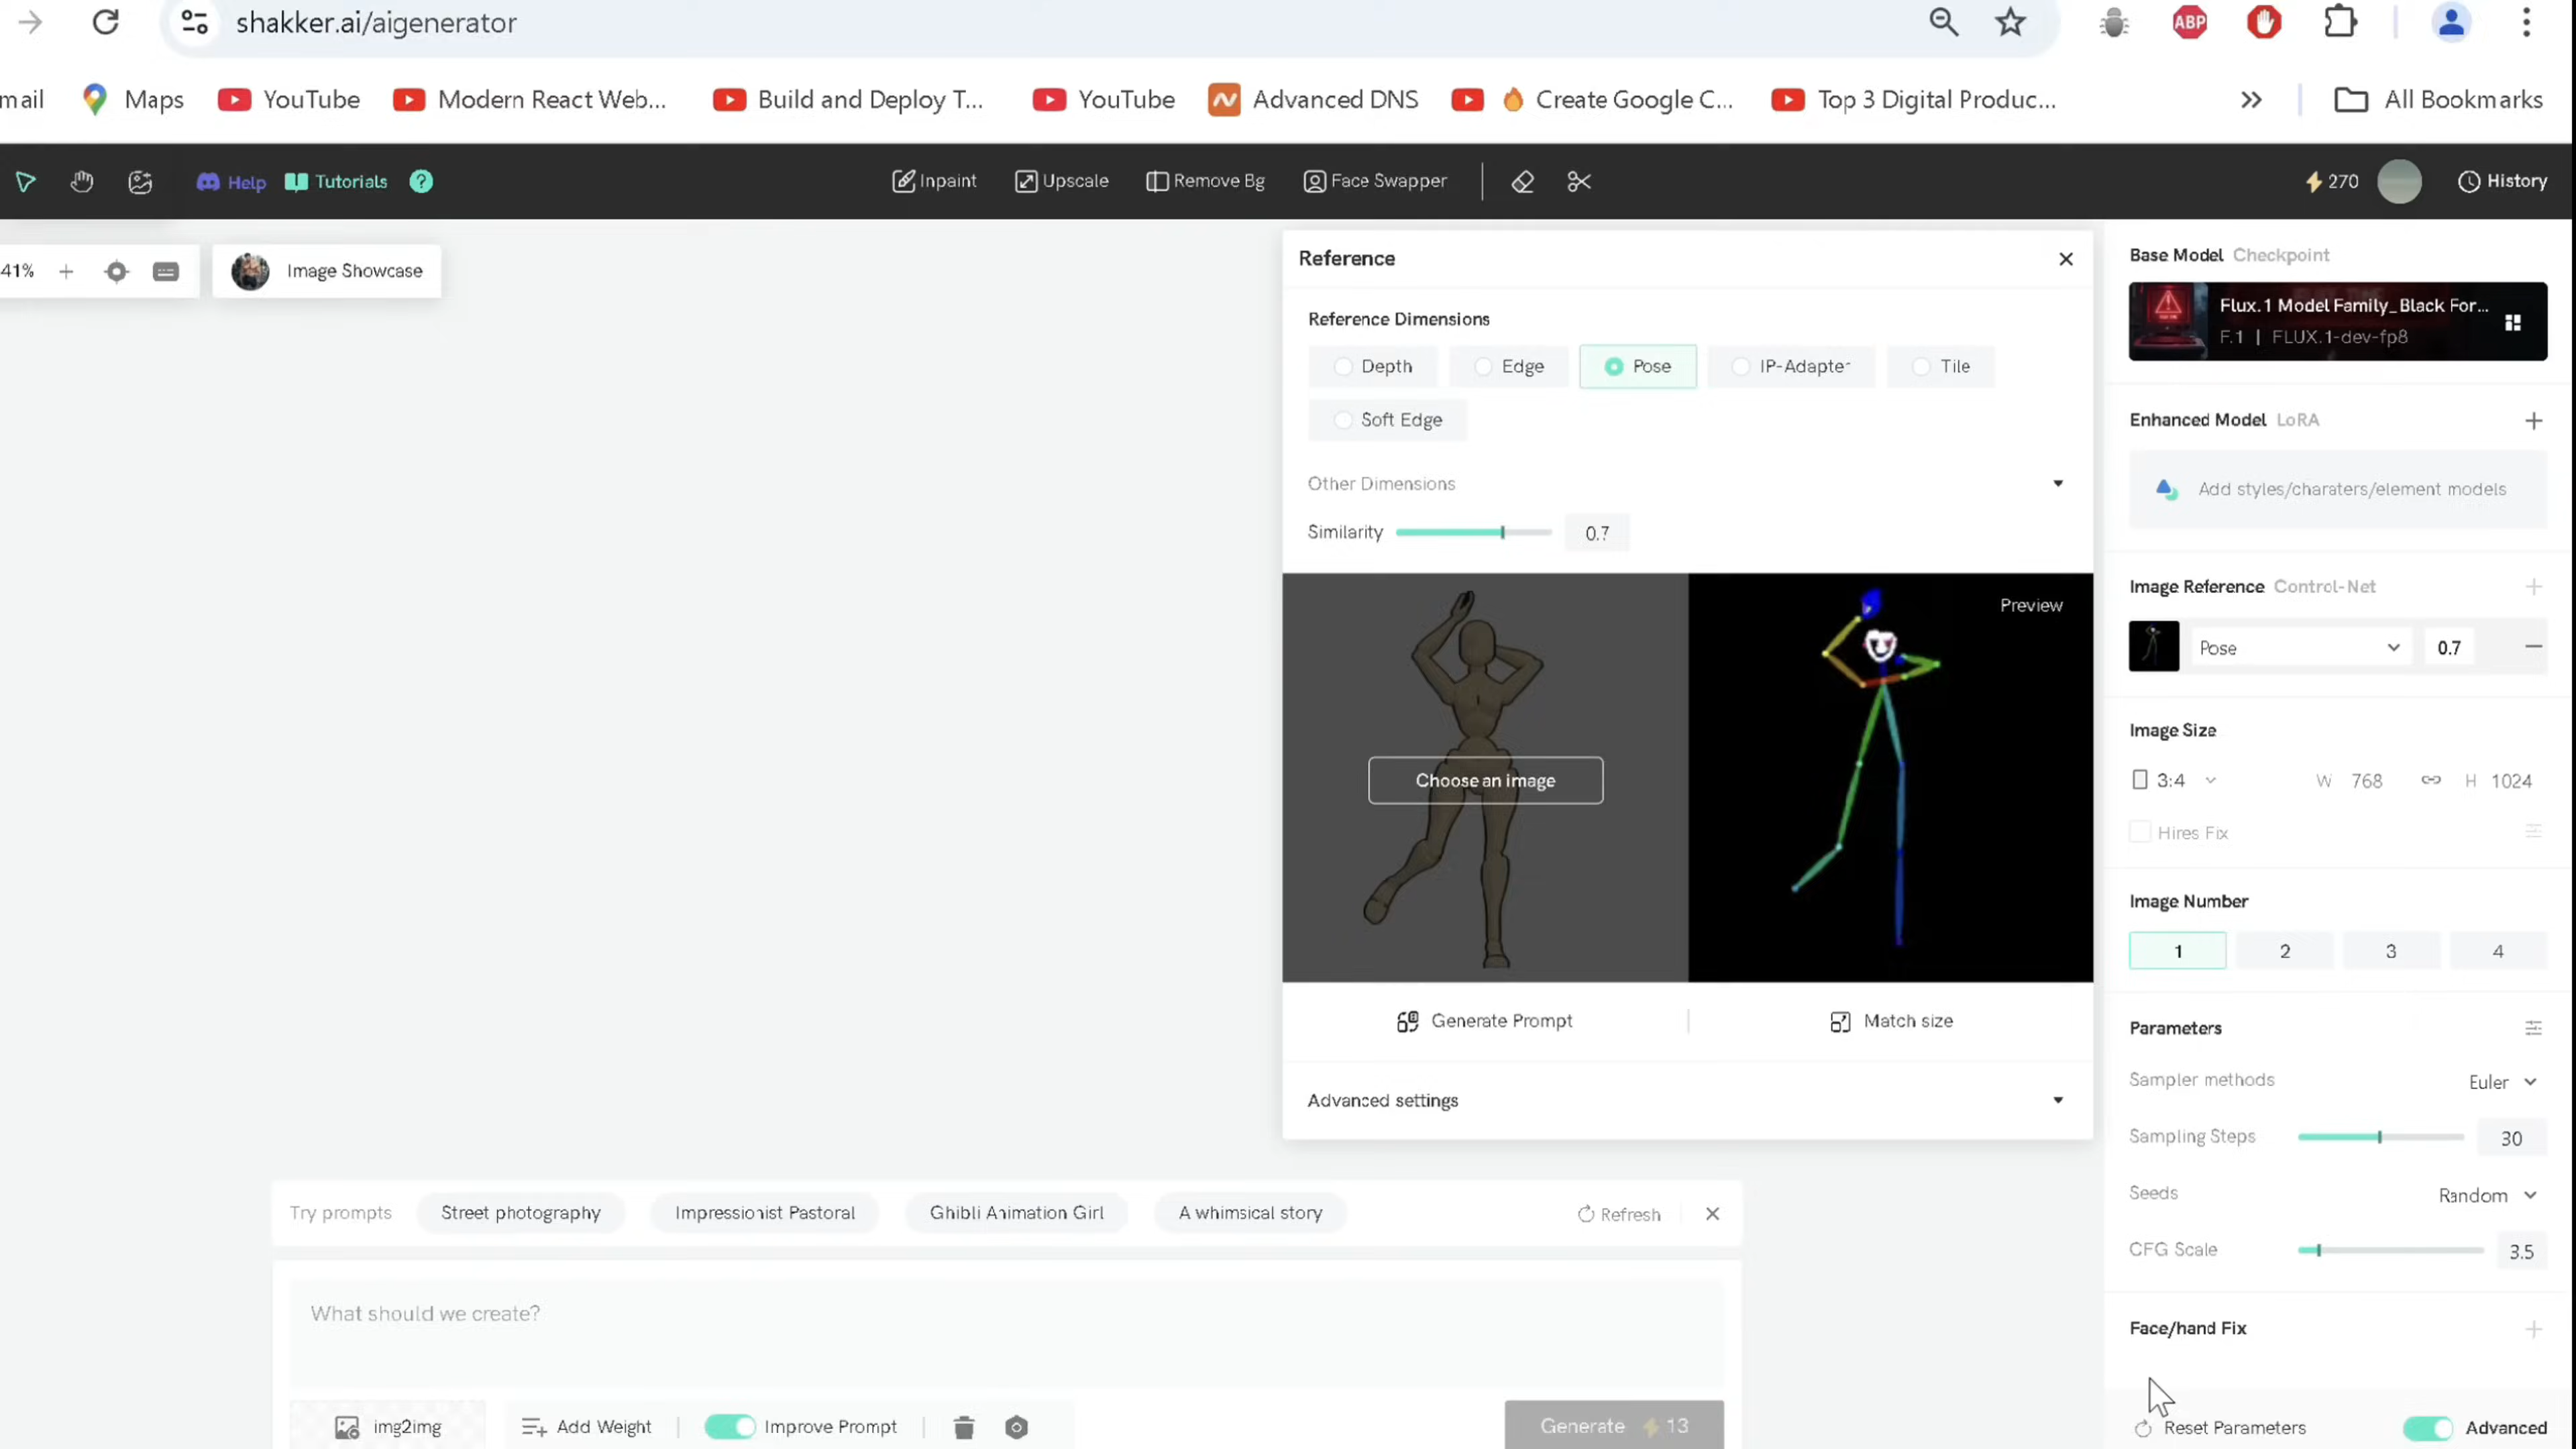 shakker.ai/aigenerator
ABP
mail Maps YouTube Modern React Web... Build and Deploy T... YouTube Advanced DNS Create Google C... Top 3 Digital Produc... All Bookmarks
Help Tutorials Inpaint Upscale Remove Bg Face Swapper 270 History
41% Image Showcase
Reference
Reference Dimensions
Depth Edge Pose IP-Adapter Tile
Soft Edge
Other Dimensions
Similarity 0.7
Preview
Choose an image
Generate Prompt Match size
Advanced settings
Base Model Checkpoint
Flux.1 Model Family_Black For...
F.1 | FLUX.1-dev-fp8
Enhanced Model LoRA
Add styles/charaters/element models
Image Reference Control-Net
Pose 0.7
Image Size
3:4 W 768 H 1024
Hires Fix
Image Number
1 2 3 4
Parameters
Sampler methods Euler
Sampling Steps 30
Seeds Random
CFG Scale 3.5
Face/hand Fix
Reset Parameters Advanced
Try prompts Street photography Impressionist Pastoral Ghibli Animation Girl A whimsical story Refresh
What should we create?
img2img Add Weight Improve Prompt Generate 13